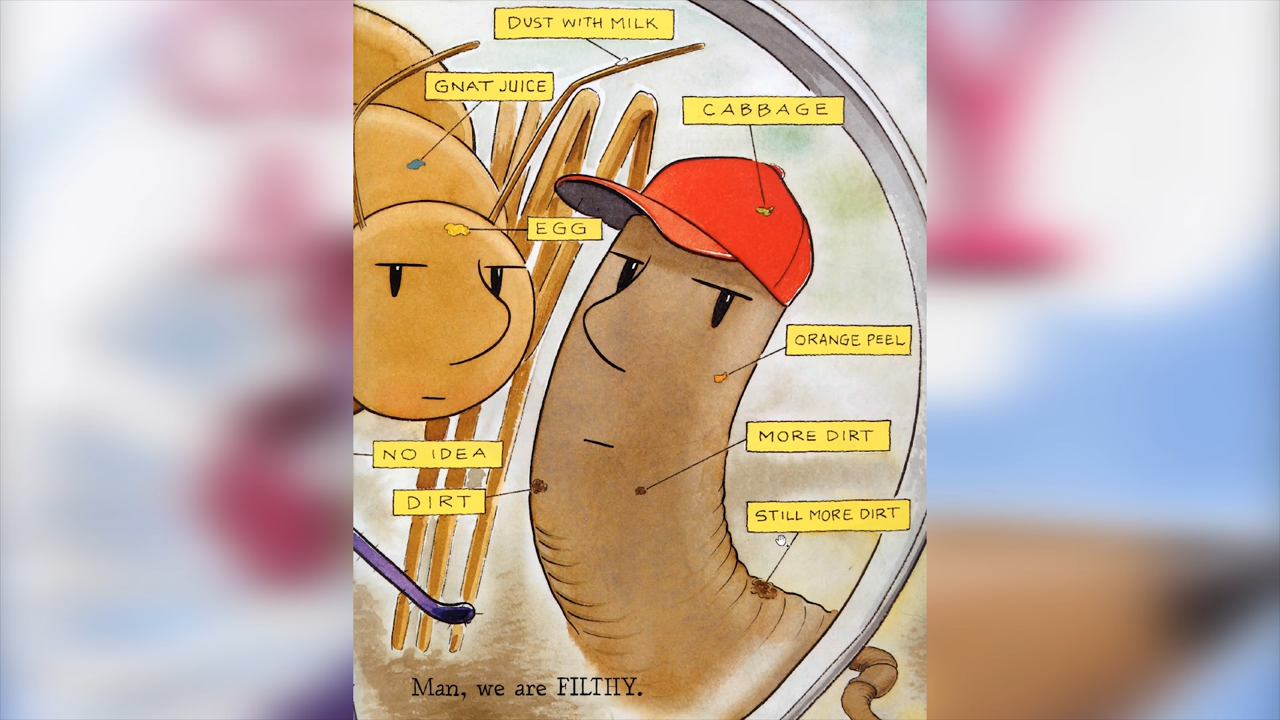 DUST WITH MILK
GNAT JUICE
CABBAGE
EGG
ORANGE PEEL
MORE DIRT
NO IDEA
DIRT
STILL MORE DIRT
Man, we are FILTHY.